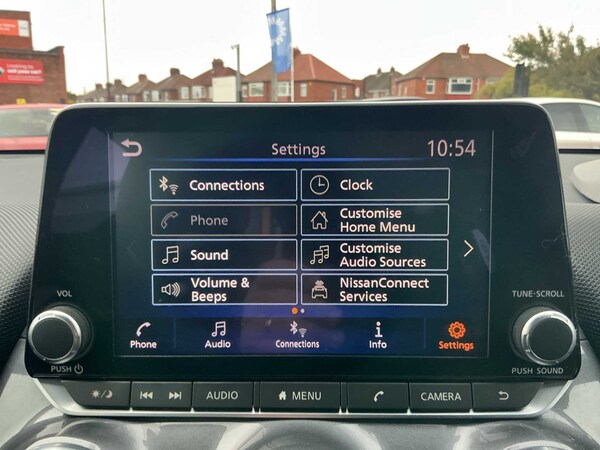 Settings
10:54
Connections
Clock
Phone
Customise
Home Menu
Sound
Customise
Audio Sources
Volume &
Beeps
NissanConnect
Services
Phone
Audio
Connections
Info
Settings
VOL
PUSH
TUNE·SCROLL
PUSH SOUND
AUDIO
MENU
CAMERA